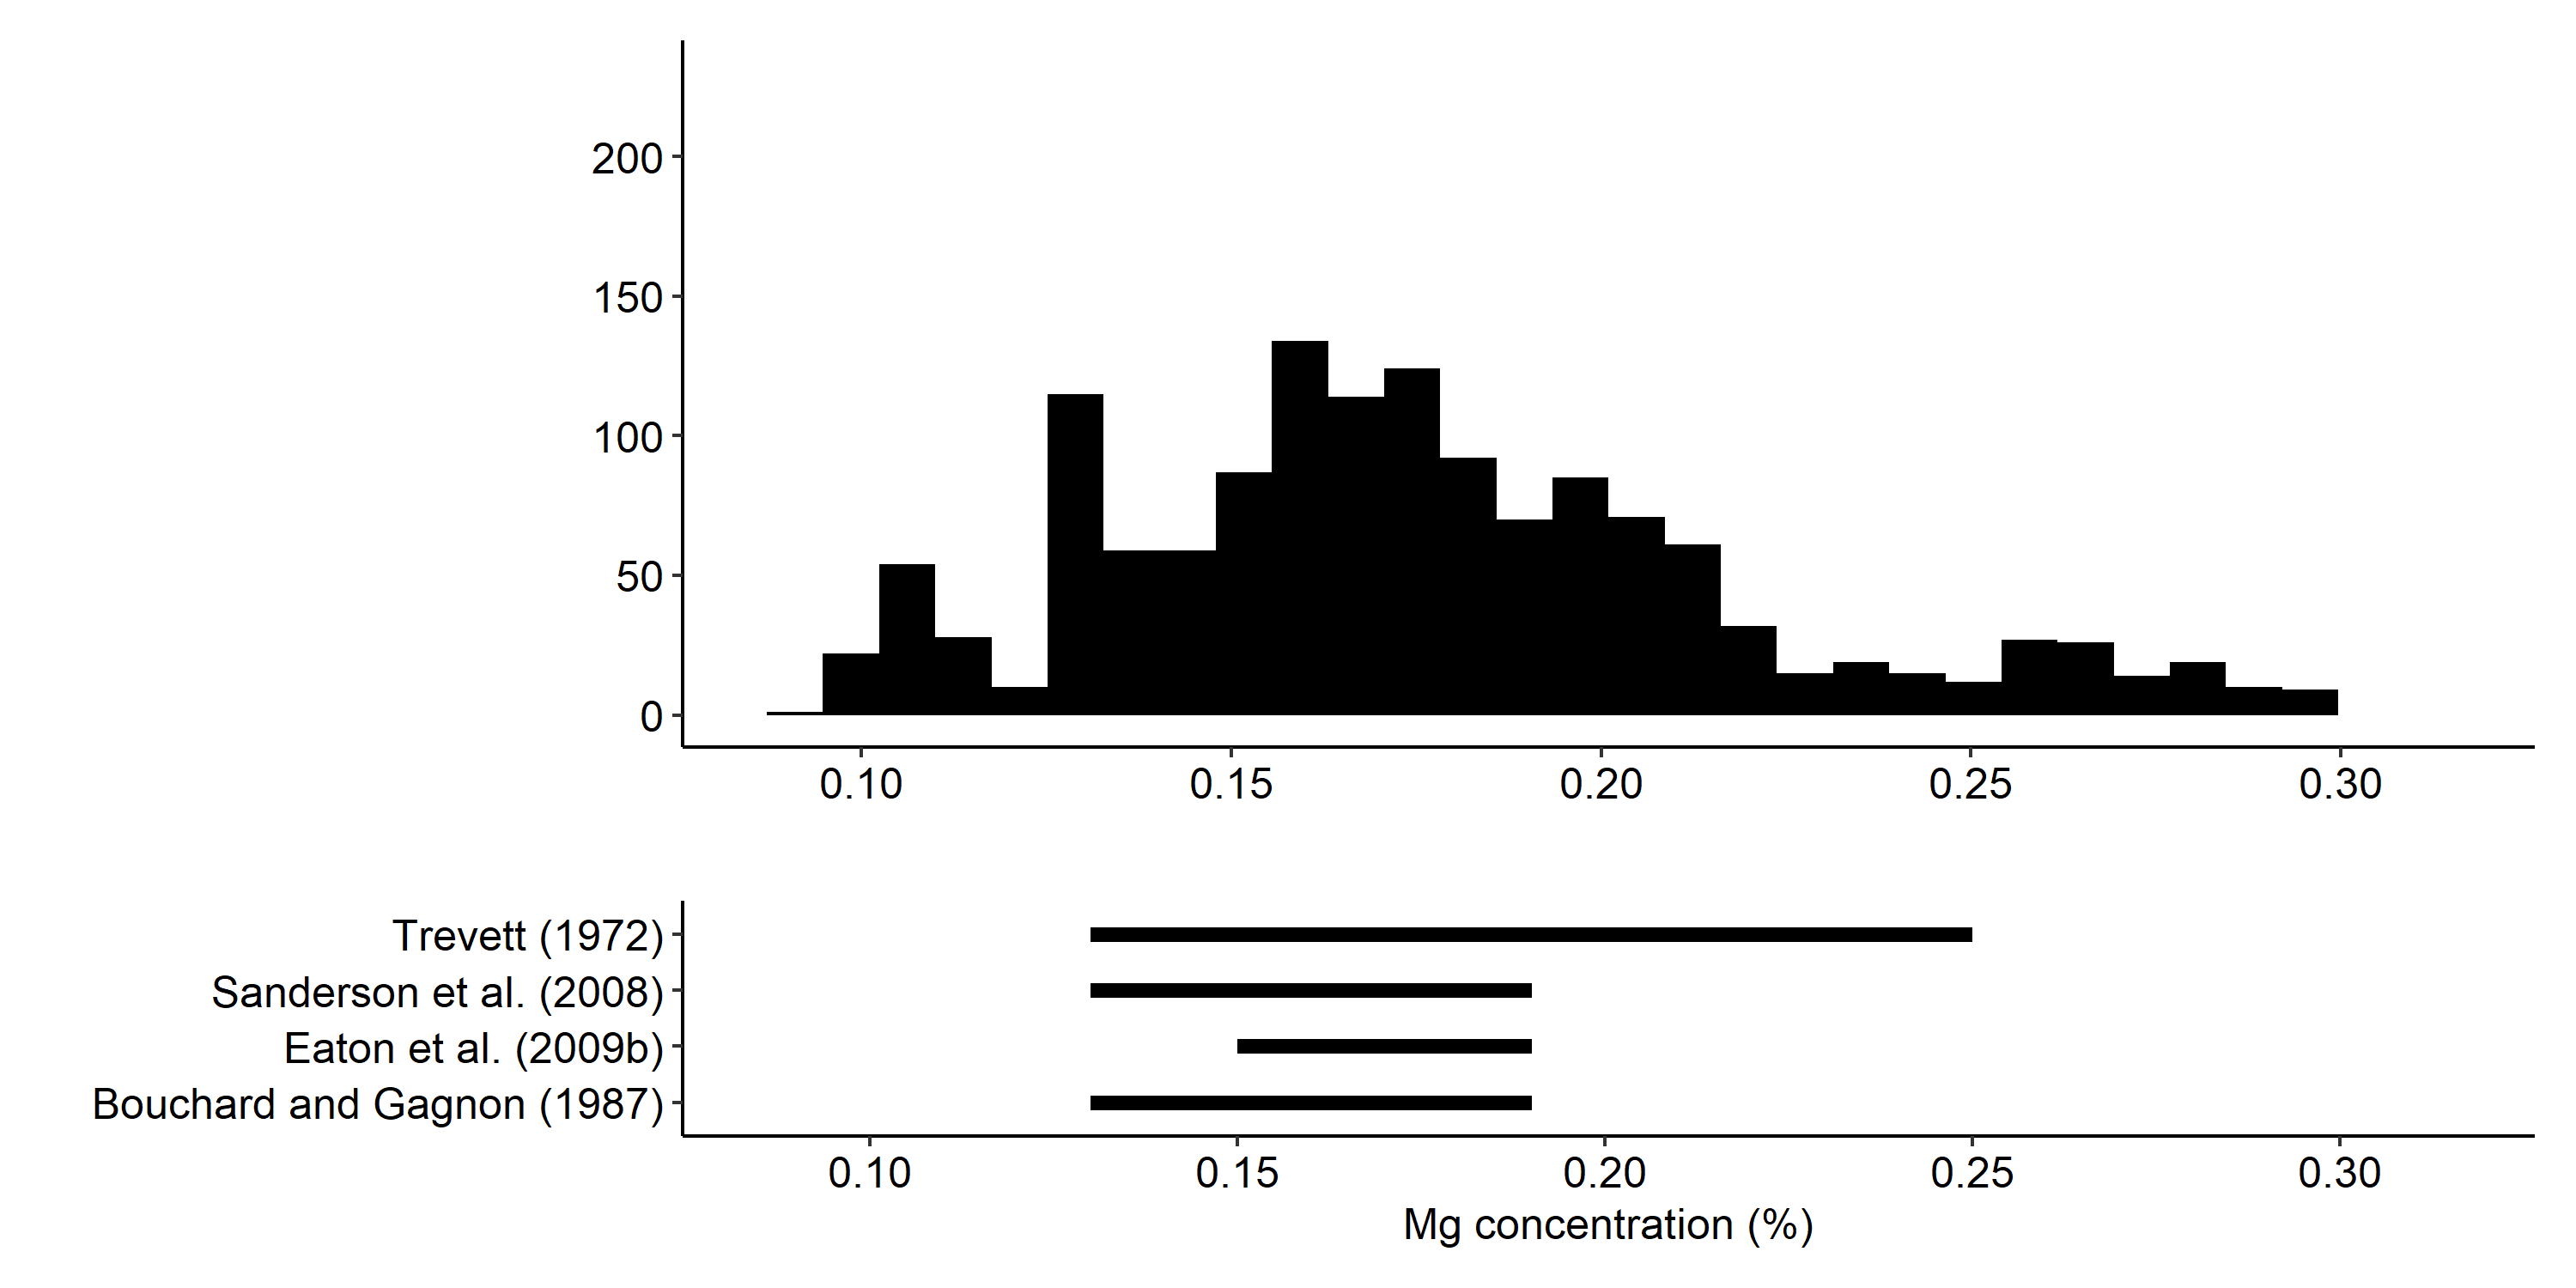 200
150
100
50
0
0.10 0.15 0.20 0.25 0.30
Trevett (1972)
Sanderson et al. (2008)
Eaton et al. (2009b)
Bouchard and Gagnon (1987)
0.10 0.15 0.20 0.25 0.30
Mg concentration (%)